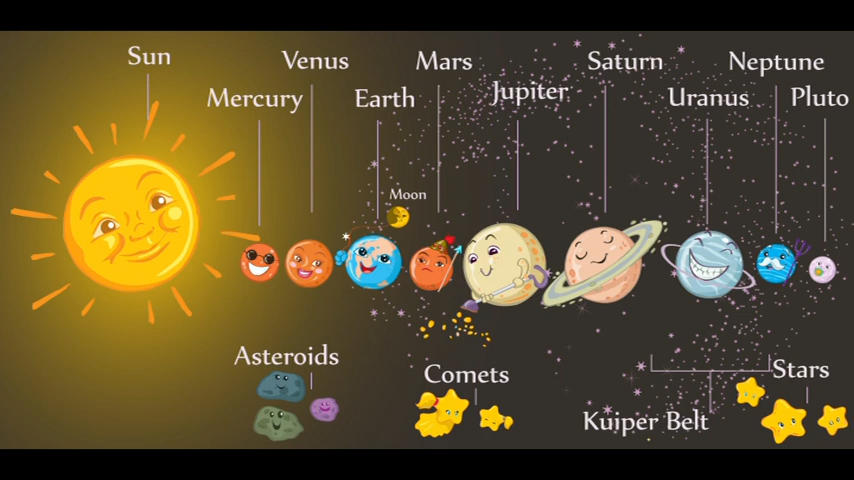 Sun
Venus
Mars
Saturn
Neptune
Mercury
Earth
Jupiter
Uranus
Pluto
Moon
Asteroids
Comets
Stars
Kuiper Belt